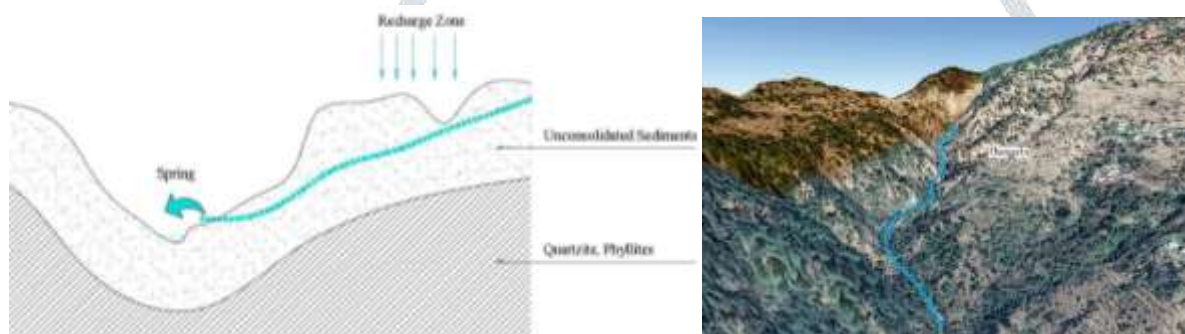 Recharge Zone
Unconsolidated Sediments
Spring
Quartzite, Phyllites